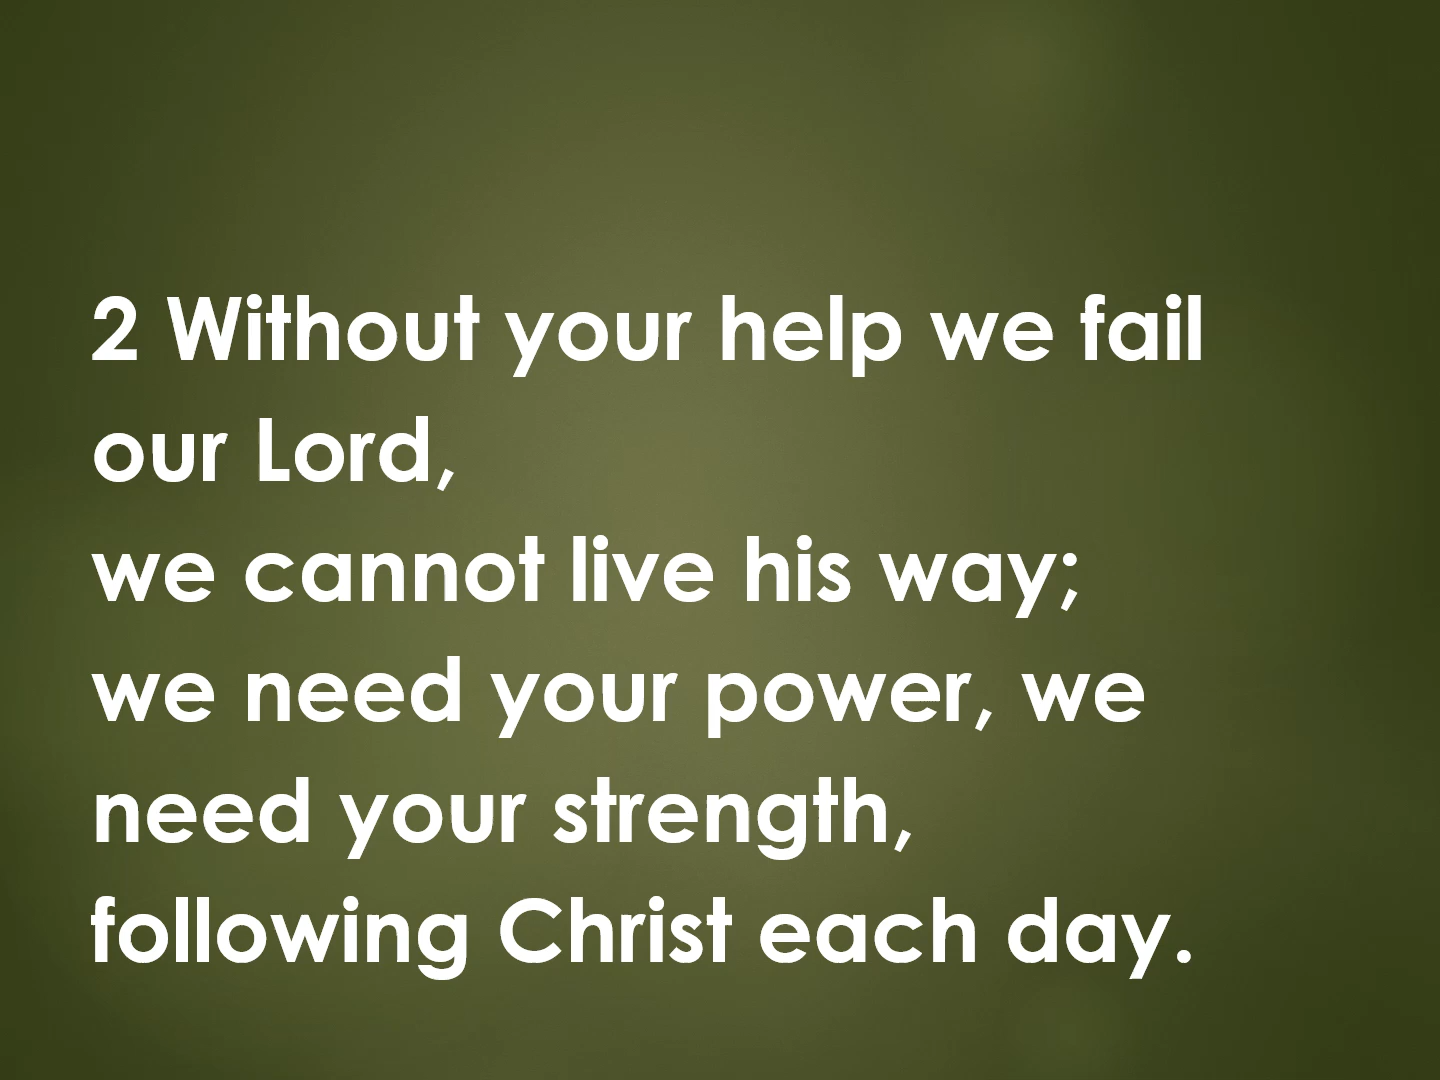 2 Without your help we fail
our Lord,
we cannot live his way;
we need your power, we
need your strength,
following Christ each day.